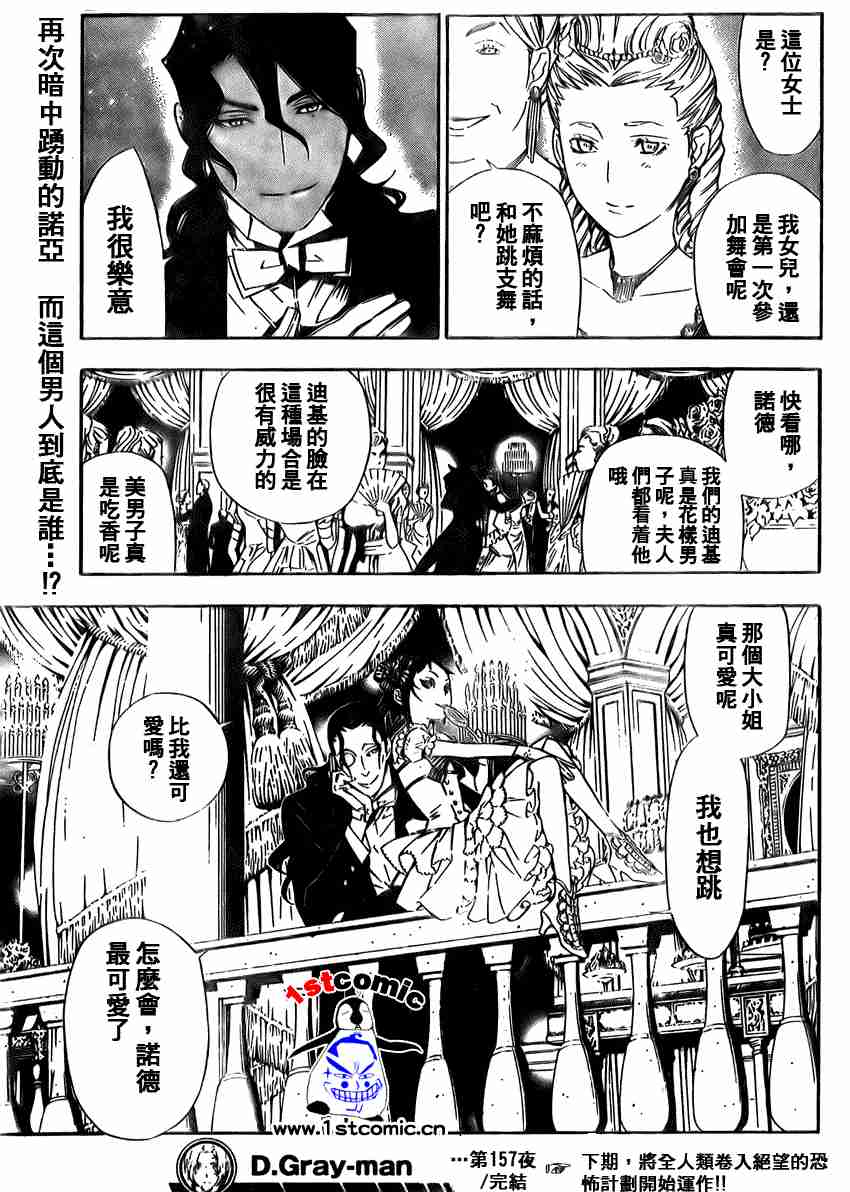 這位女士
是？
我女兒，還
是第一次參
加舞會呢
不麻煩的話，
和她跳支舞
吧？
我很樂意
快看哪，
諾德
我們的迪基
真是花樣男
子呢，夫人
們都看着他
哦
迪基的臉在
這種場合是
很有威力的
美男子真
是吃香呢
那個大小姐
真可愛呢
我也想跳
比我還可
愛嗎？
怎麼會，諾德
最可愛了
再次暗中踴動的諾亞　而這個男人到底是誰…!?
1stcomic
www.1stcomic.cn
D.Gray-man
…第157夜
/完結
☞ 下期，將全人類卷入絕望的恐
怖計劃開始運作!!